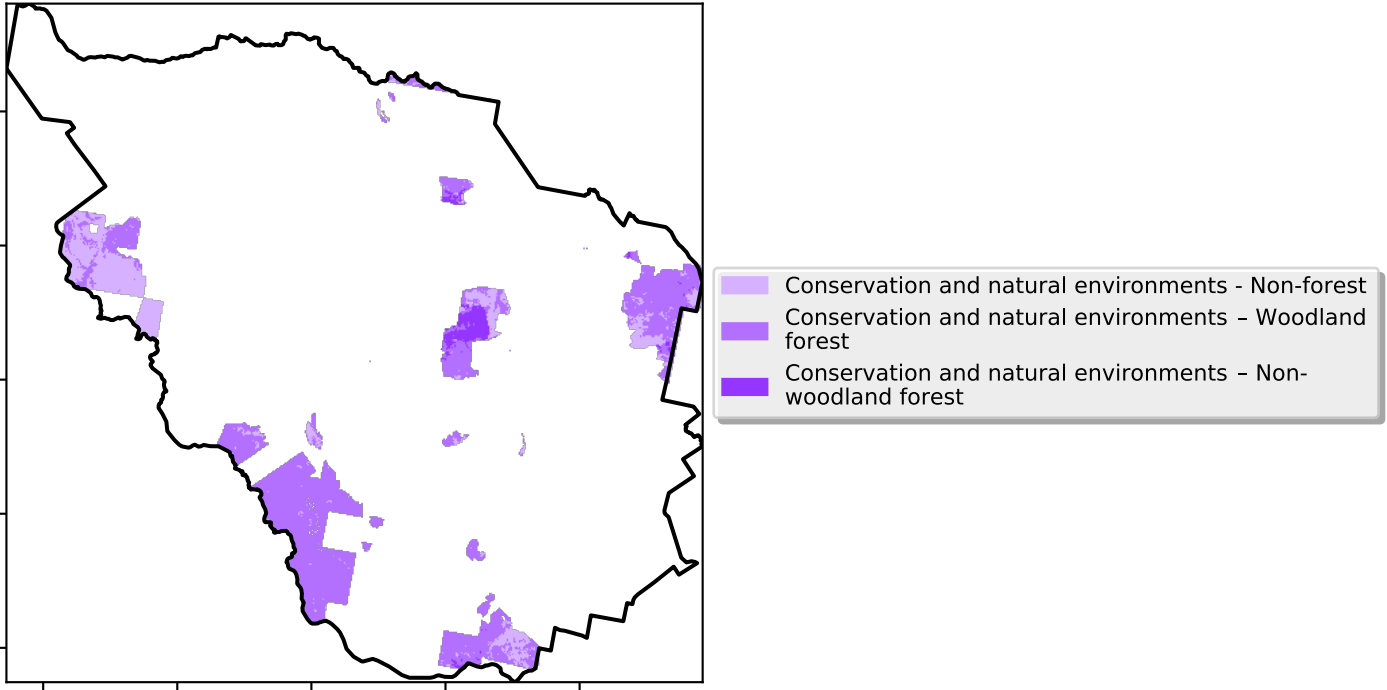 Conservation and natural environments - Non-forest
Conservation and natural environments – Woodland
forest
Conservation and natural environments – Non-
woodland forest